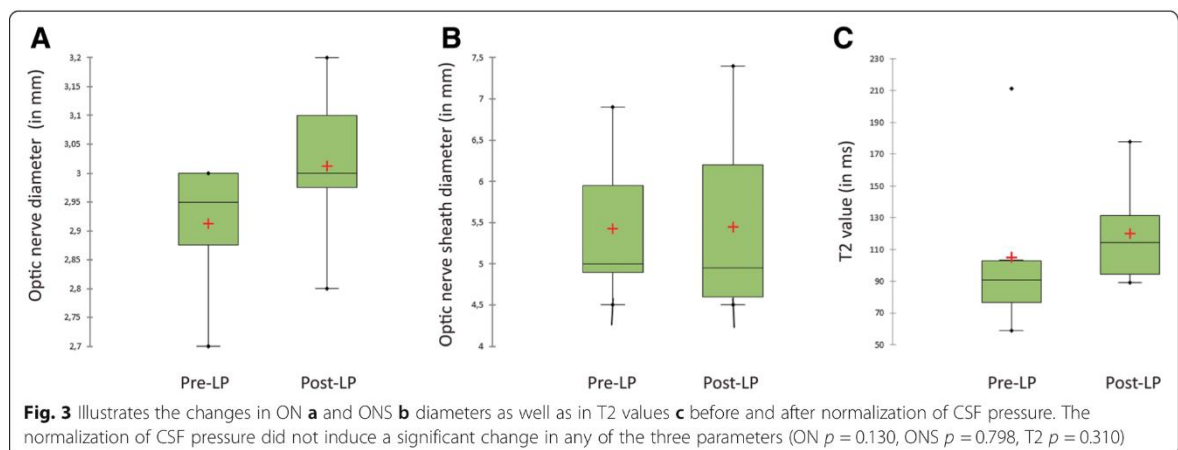 A
Optic nerve diameter (in mm)
3,2
3,15
3,1
3,05
3
2,95
2,9
2,85
2,8
2,75
2,7
Pre-LP Post-LP
B
Optic nerve sheath diameter (in mm)
7,5
7
6,5
6
5,5
5
4,5
4
Pre-LP Post-LP
C
T2 value (in ms)
230
210
190
170
150
130
110
90
70
50
Pre-LP Post-LP
Fig. 3 Illustrates the changes in ON a and ONS b diameters as well as in T2 values c before and after normalization of CSF pressure. The
normalization of CSF pressure did not induce a significant change in any of the three parameters (ON p = 0.130, ONS p = 0.798, T2 p = 0.310)